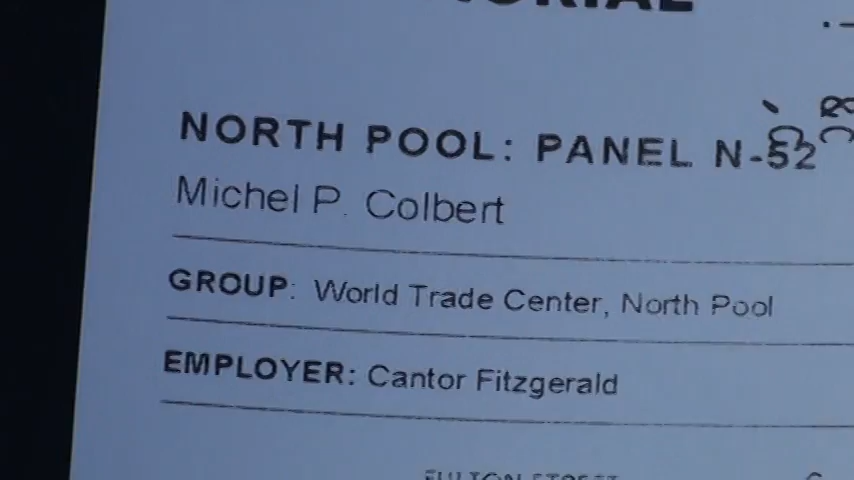 NORTH POOL: PANEL N-52
Michel P. Colbert
GROUP: World Trade Center, North Pool
EMPLOYER: Cantor Fitzgerald